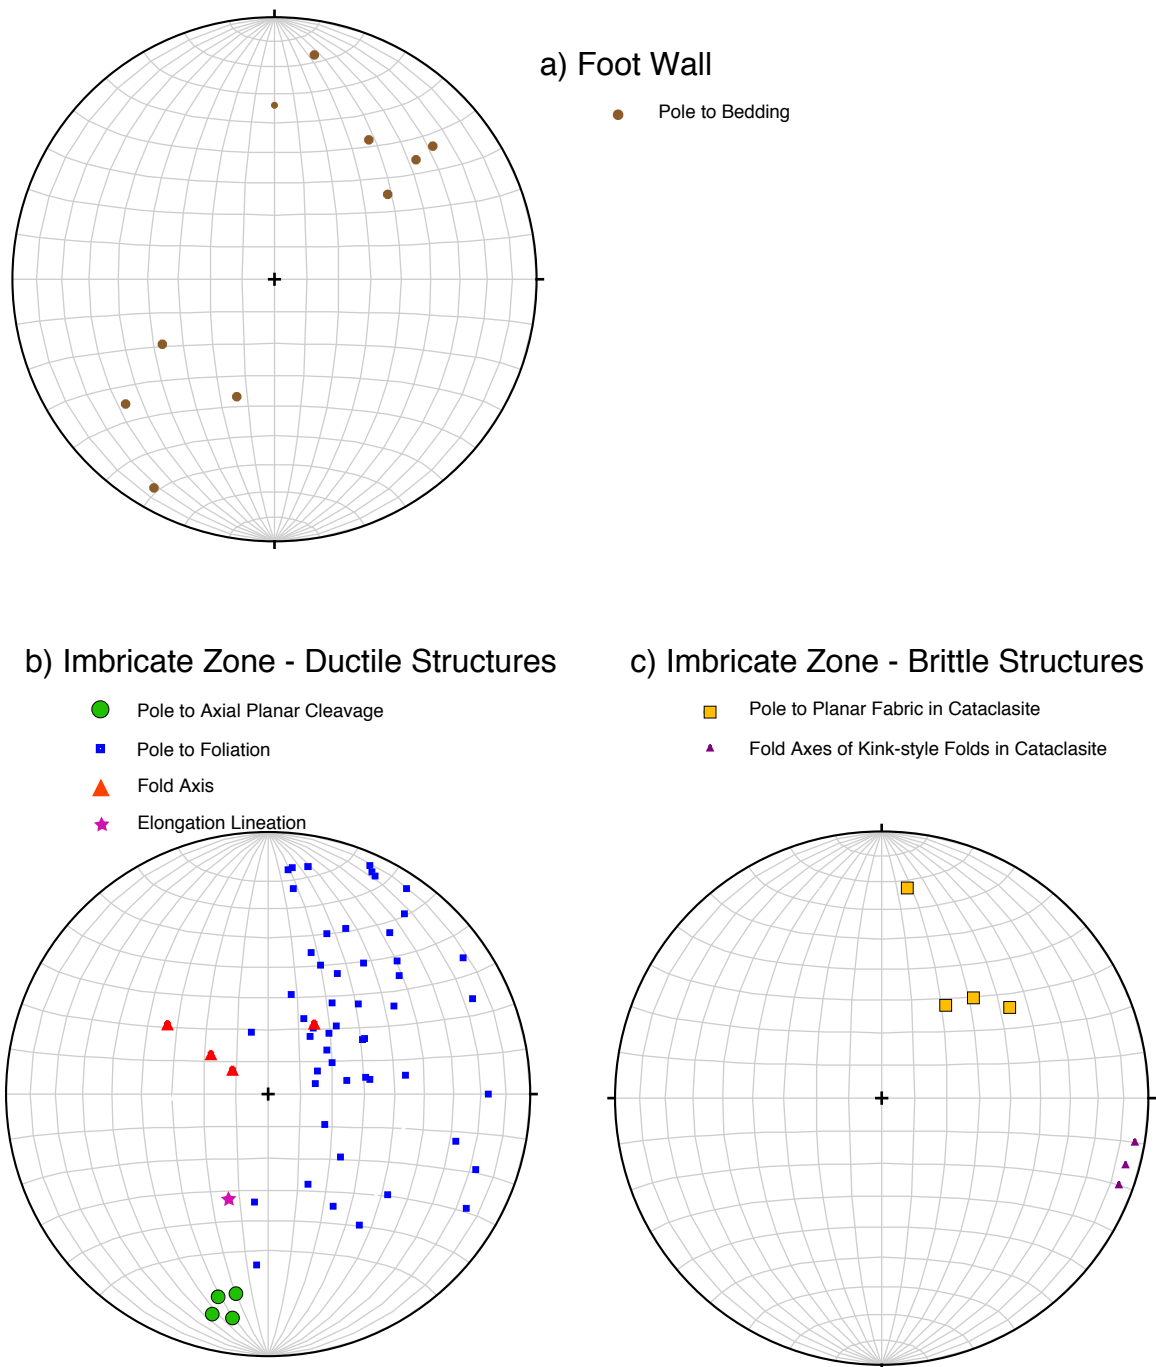 a) Foot Wall
Pole to Bedding
b) Imbricate Zone - Ductile Structures
Pole to Axial Planar Cleavage
Pole to Foliation
Fold Axis
Elongation Lineation
c) Imbricate Zone - Brittle Structures
Pole to Planar Fabric in Cataclasite
Fold Axes of Kink-style Folds in Cataclasite